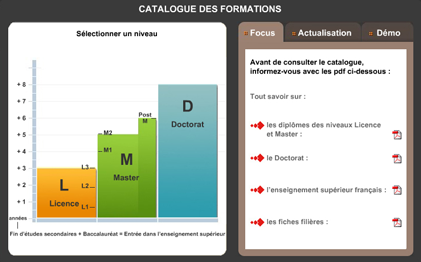 CATALOGUE DES FORMATIONS
Sélectionner un niveau
+ 8
+ 7
+ 6
+ 5
+ 4
+ 3
+ 2
+ 1
années
L
Licence
L3
L2
L1
M
Master
M2
M1
Post
M
D
Doctorat
Fin d'études secondaires + Baccalauréat = Entrée dans l'enseignement supérieur
Focus
Actualisation
Démo
Avant de consulter le catalogue,
informez-vous avec les pdf ci-dessous :
Tout savoir sur :
les diplômes des niveaux Licence
et Master :
le Doctorat :
l'enseignement supérieur français :
les fiches filières :